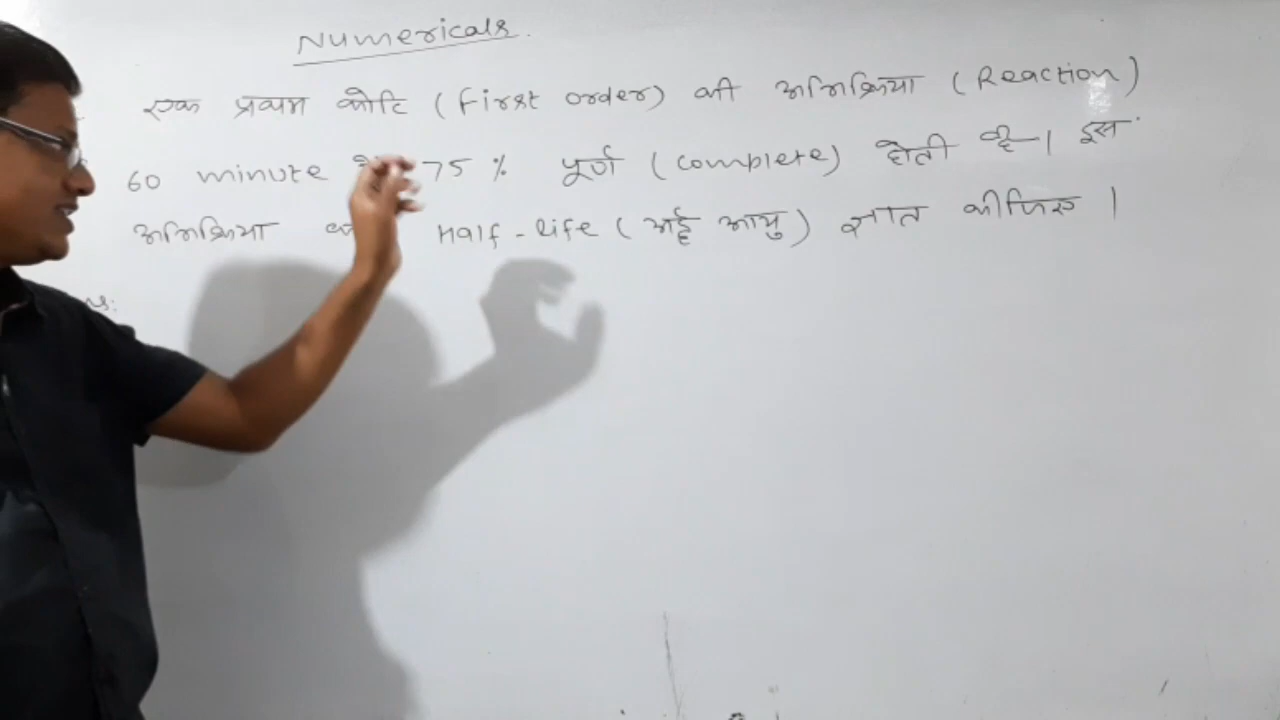 Numericals.
एक प्रथम कोटि (First order) की अभिक्रिया (Reaction)
60 minute 75 % पूर्ण (complete) होती है। इस
अभिक्रिया Half-life (अर्द्ध आयु) ज्ञात कीजिए।